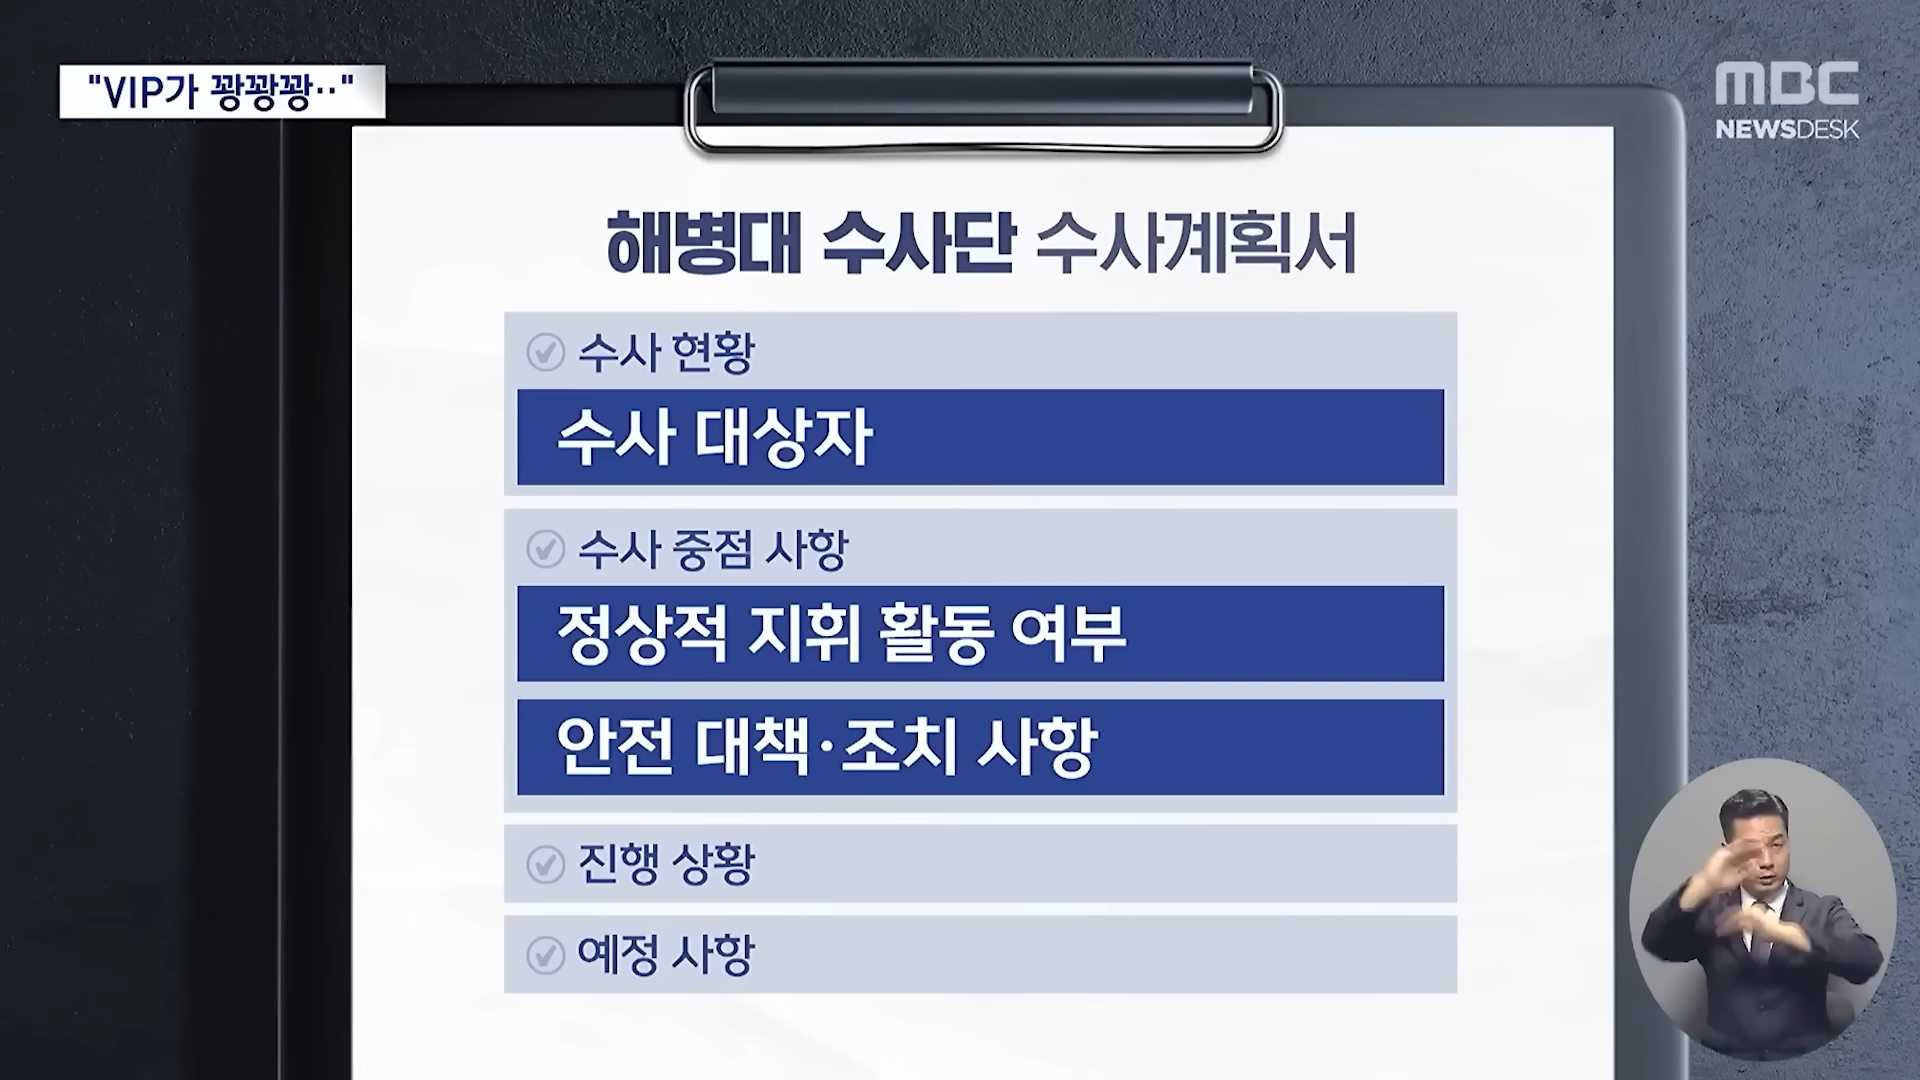 "VIP가 꽝꽝꽝‥"
MBC
NEWSDESK
해병대 수사단 수사계획서
수사 현황
수사 대상자
수사 중점 사항
정상적 지휘 활동 여부
안전 대책·조치 사항
진행 상황
예정 사항